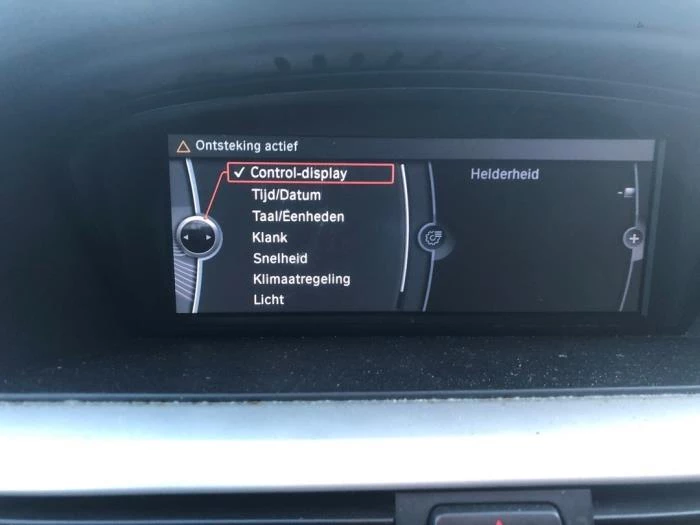 Ontsteking actief
✓ Control-display
Helderheid
Tijd/Datum
Taal/Eenheden
Klank
Snelheid
Klimaatregeling
Licht